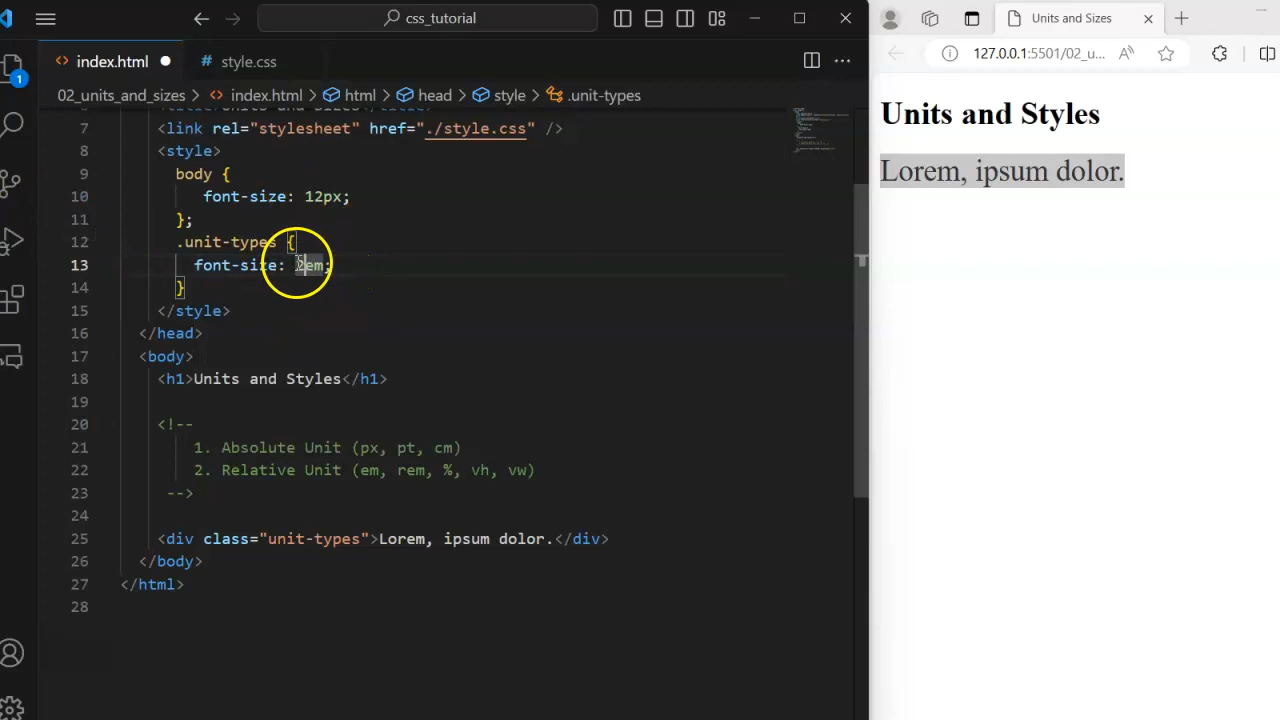 css_tutorial
1
index.html
# style.css
02_units_and_sizes > index.html > html > head > style > .unit-types
7 <link rel="stylesheet" href="./style.css" />
8 <style>
9 body {
10 font-size: 12px;
11 };
12 .unit-types {
13 font-size: 2em;
14 }
15 </style>
16 </head>
17 <body>
18 <h1>Units and Styles</h1>
19
20 <!--
21 1. Absolute Unit (px, pt, cm)
22 2. Relative Unit (em, rem, %, vh, vw)
23 -->
24
25 <div class="unit-types">Lorem, ipsum dolor.</div>
26 </body>
27 </html>
28
Units and Sizes
127.0.0.1:5501/02_u...
Units and Styles
Lorem, ipsum dolor.